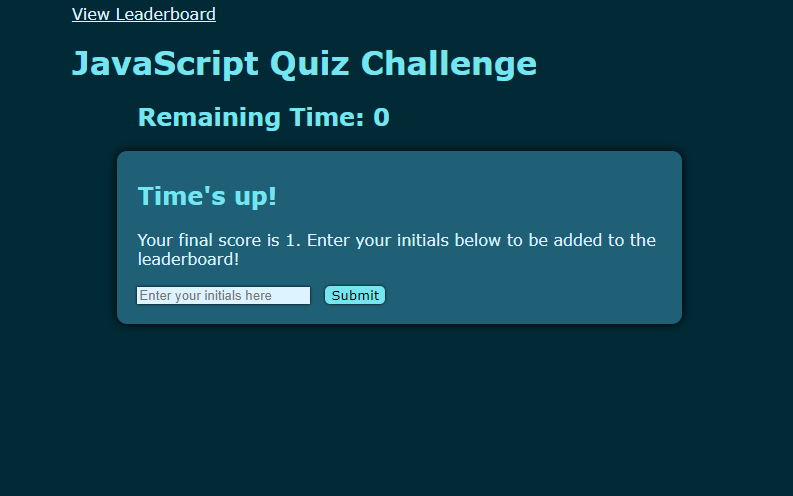 View Leaderboard
JavaScript Quiz Challenge
Remaining Time: 0
Time's up!
Your final score is 1. Enter your initials below to be added to the
leaderboard!
Enter your initials here Submit